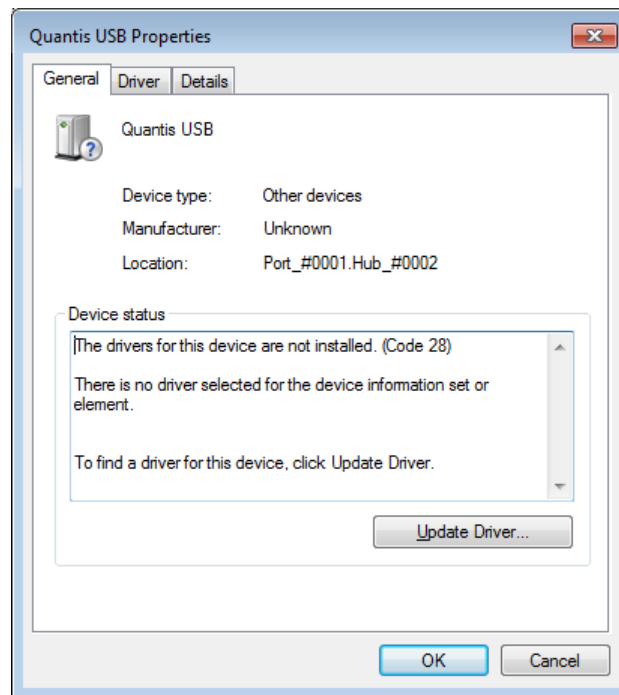 Quantis USB Properties
General Driver Details
Quantis USB
Device type: Other devices
Manufacturer: Unknown
Location: Port_#0001.Hub_#0002
Device status
The drivers for this device are not installed. (Code 28)
There is no driver selected for the device information set or
element.
To find a driver for this device, click Update Driver.
Update Driver...
OK Cancel